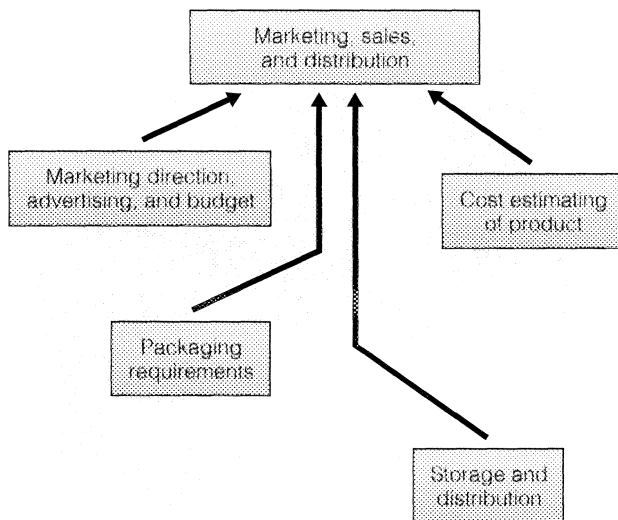 Marketing, sales,
and distribution
Marketing direction,
advertising, and budget
Cost estimating
of product
Packaging
requirements
Storage and
distribution